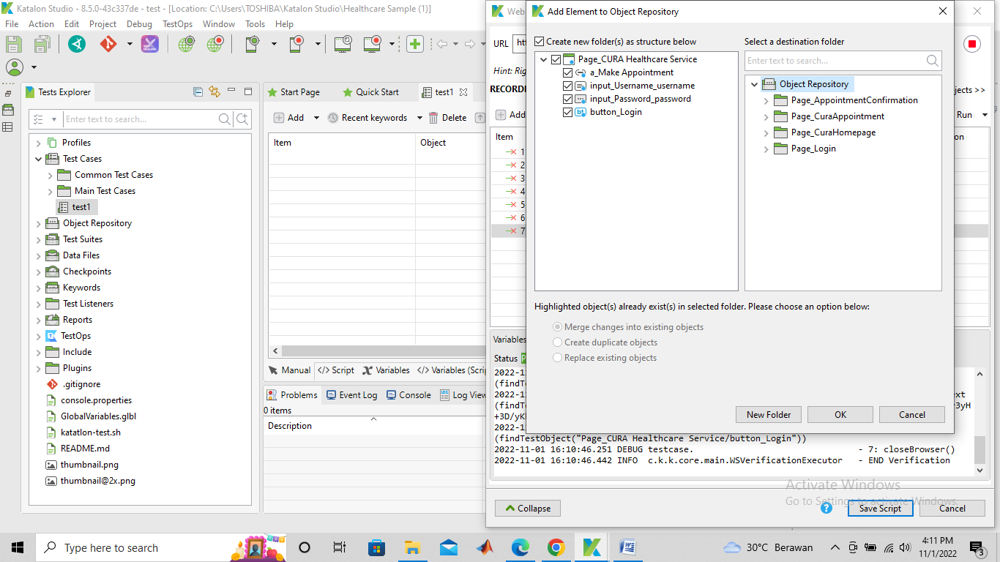 Katalon Studio - 8.5.0-43c337de - test - [Location: C:\Users\TOSHIBA\Katalon Studio\Healthcare Sample (1)]
File Action Edit Project Debug TestOps Window Tools Help
Tests Explorer
Enter text to search...
Profiles
Test Cases
Common Test Cases
Main Test Cases
test1
Object Repository
Test Suites
Data Files
Checkpoints
Keywords
Test Listeners
Reports
TestOps
Include
Plugins
.gitignore
console.properties
GlobalVariables.glbl
katatlon-test.sh
README.md
thumbnail.png
thumbnail@2x.png
Start Page Quick Start test1
Add Recent keywords Delete
Item Object
Manual Script Variables Variables (Scri
Problems Event Log Console Log View
0 items
Description
Web
URL
Hint: Rig
RECORD
jects >>
Add
Run
Item
on
1
2
3
4
5
6
7
Add Element to Object Repository
Create new folder(s) as structure below
Page_CURA Healthcare Service
a_Make Appointment
input_Username_username
input_Password_password
button_Login
Select a destination folder
Enter text to search...
Object Repository
Page_AppointmentConfirmation
Page_CuraAppointment
Page_CuraHomepage
Page_Login
Highlighted object(s) already exist(s) in selected folder. Please choose an option below:
Merge changes into existing objects
Create duplicate objects
Replace existing objects
New Folder OK Cancel
Variables
Status
2022-1
(findT
2022-1
(findT
+3D/yK
2022-1
(findTestObject("Page_CURA Healthcare Service/button_Login"))
2022-11-01 16:10:46.251 DEBUG testcase. - 7: closeBrowser()
2022-11-01 16:10:46.442 INFO c.k.k.core.main.WSVerificationExecutor - END Verification
Activate Windows
Go to Settings to activate Windows.
Collapse Save Script Cancel
Type here to search
30°C Berawan
4:11 PM
11/1/2022
3